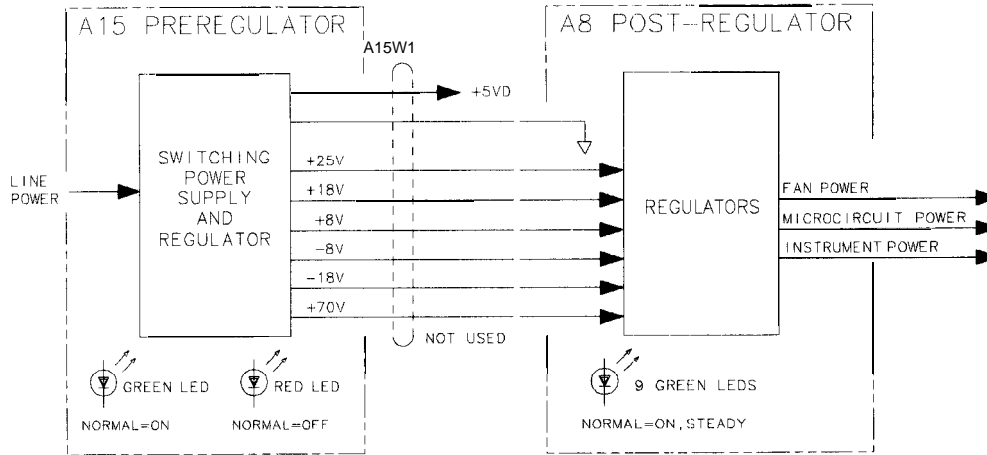 A15 PREREGULATOR
A8 POST-REGULATOR
A15W1
+5VD
SWITCHING
POWER
SUPPLY
AND
REGULATOR
LINE
POWER
+25V
+18V
+8V
-8V
-18V
+70V
NOT USED
REGULATORS
FAN POWER
MICROCIRCUIT POWER
INSTRUMENT POWER
GREEN LED
RED LED
9 GREEN LEDS
NORMAL=ON
NORMAL=OFF
NORMAL=ON, STEADY